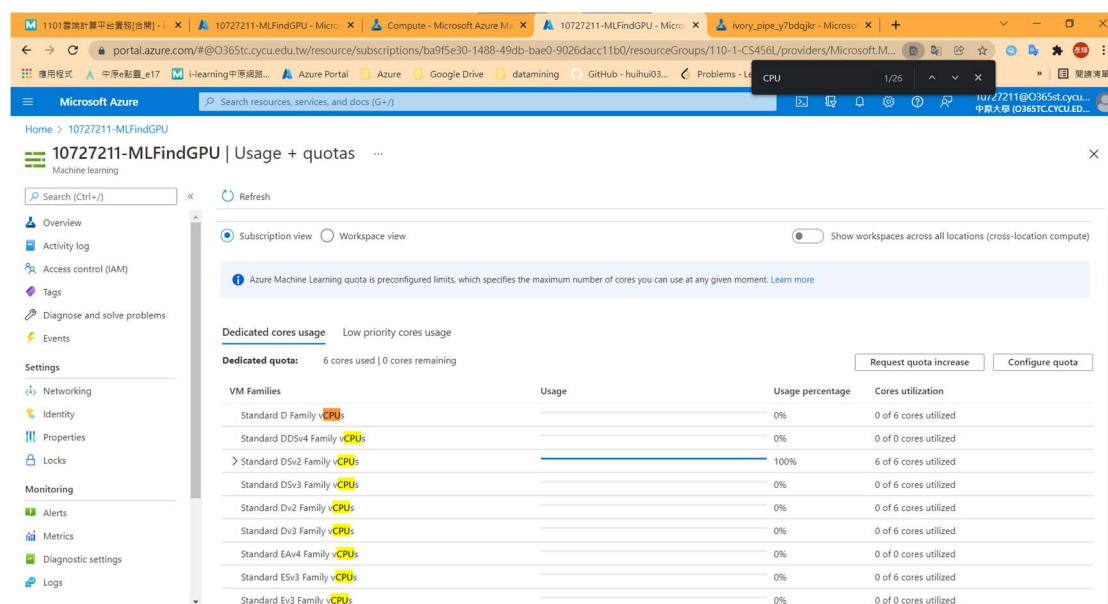 1101雲端計算平台實務[合開] - i-
10727211-MLFindGPU - Micro
Compute - Microsoft Azure Ma
10727211-MLFindGPU - Micro
ivory_pipe_y7bdqjkr - Microso
portal.azure.com/#@O365st.cycu.edu.tw/resource/subscriptions/ba9f5e30-1488-49db-bae0-9026dacc11b0/resourceGroups/110-1-CS456L/providers/Microsoft.M...
應用程式
中原e點靈_e17
i-learning中原網路...
Azure Portal
Azure
Google Drive
datamining
GitHub - huihui03...
Problems - Le
CPU
1/26
»
閱讀清單
Microsoft Azure
Search resources, services, and docs (G+/)
10727211@O365st.cycu...
中原大學 (O365TC.CYCU.ED...
Home > 10727211-MLFindGPU
10727211-MLFindGPU | Usage + quotas ...
Machine learning
Search (Ctrl+/)
«
Refresh
Overview
Activity log
Access control (IAM)
Tags
Diagnose and solve problems
Events
Settings
Networking
Identity
Properties
Locks
Monitoring
Alerts
Metrics
Diagnostic settings
Logs
Subscription view
Workspace view
Show workspaces across all locations (cross-location compute)
Azure Machine Learning quota is preconfigured limits, which specifies the maximum number of cores you can use at any given moment. Learn more
Dedicated cores usage
Low priority cores usage
Dedicated quota: 6 cores used | 0 cores remaining
Request quota increase
Configure quota
VM Families Usage Usage percentage Cores utilization
Standard D Family vCPUs 0% 0 of 6 cores utilized
Standard DDSv4 Family vCPUs 0% 0 of 0 cores utilized
Standard DSv2 Family vCPUs 100% 6 of 6 cores utilized
Standard DSv3 Family vCPUs 0% 0 of 6 cores utilized
Standard Dv2 Family vCPUs 0% 0 of 6 cores utilized
Standard Dv3 Family vCPUs 0% 0 of 6 cores utilized
Standard EAv4 Family vCPUs 0% 0 of 0 cores utilized
Standard ESv3 Family vCPUs 0% 0 of 6 cores utilized
Standard Ev3 Family vCPUs 0% 0 of 0 cores utilized